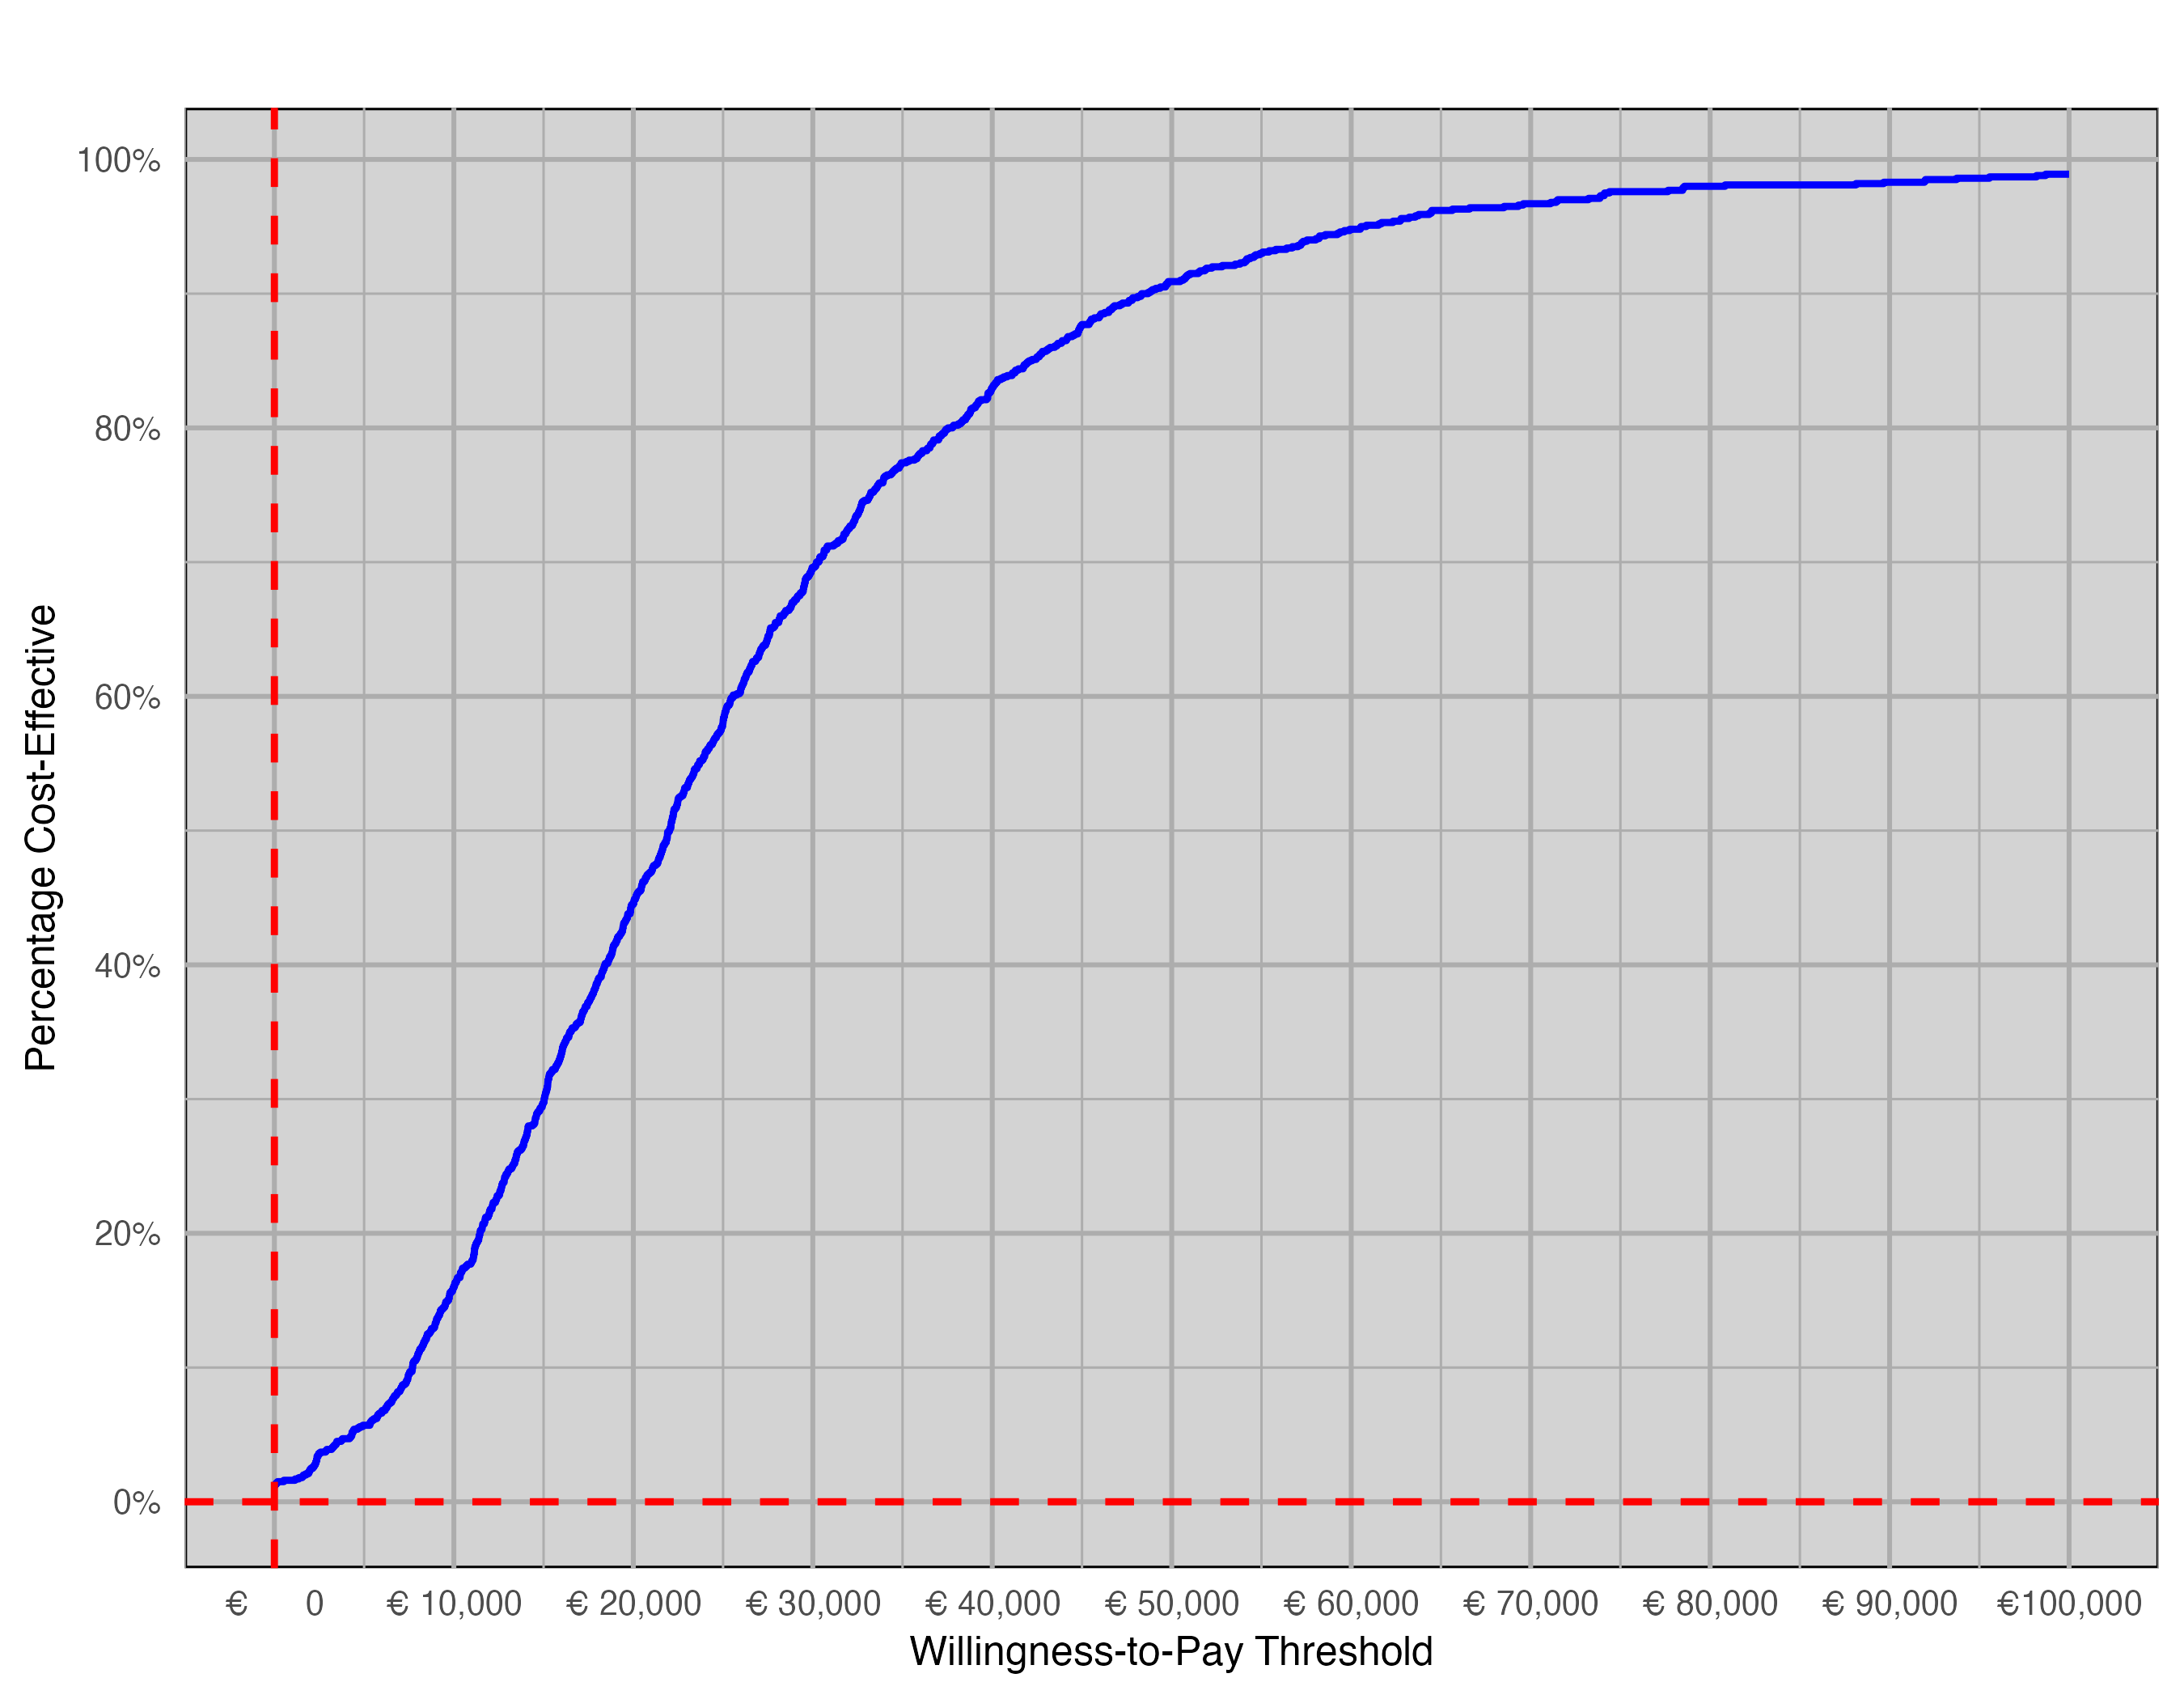 100%
80%
60%
40%
20%
0%
Percentage Cost-Effective
€ 0 € 10,000 € 20,000 € 30,000 € 40,000 € 50,000 € 60,000 € 70,000 € 80,000 € 90,000 €100,000
Willingness-to-Pay Threshold